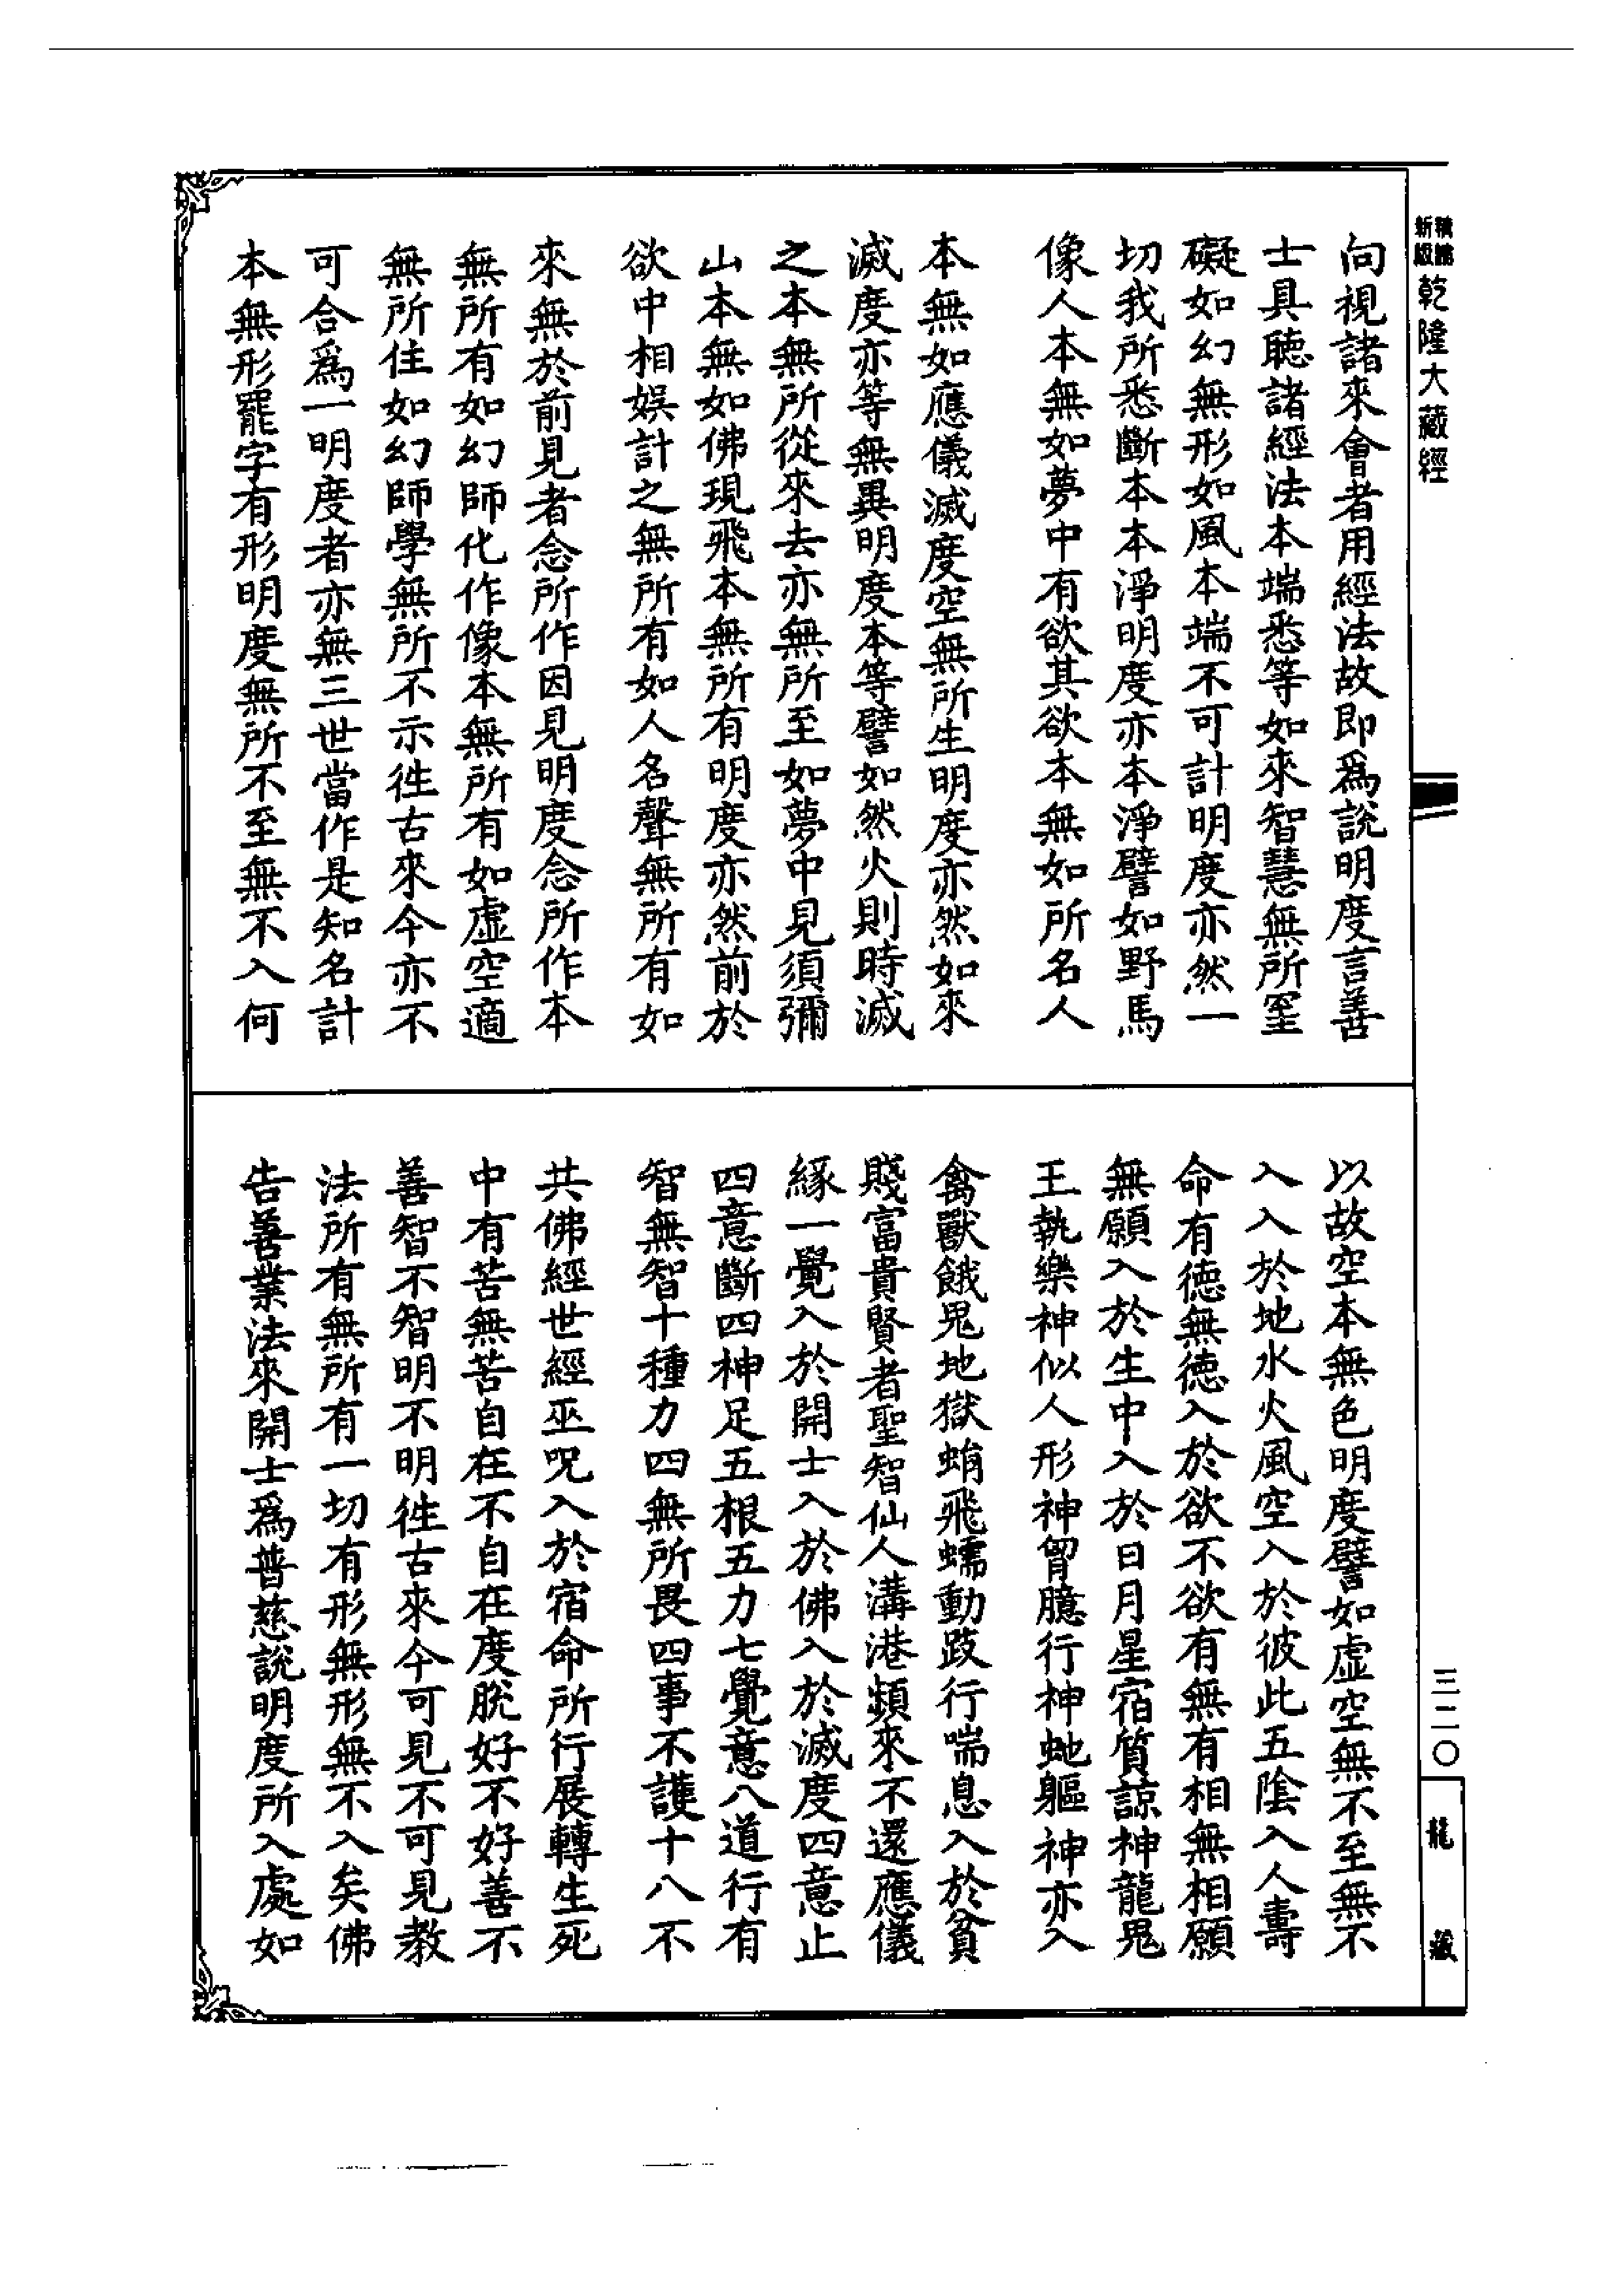 精編
新版
乾隆大藏經
向視諸來會者用經法故即爲說明度言善
士具聽諸經法本端悉等如來智慧無所罣
礙如幻無形如風本端不可計明度亦然一
切我所悉斷本本淨明度亦本淨譬如野馬
像人本無如夢中有欲其欲本無如所名人
本無如應儀滅度空無所生明度亦然如來
滅度亦等無異明度本等譬如然火則時滅
之本無所從來去亦無所至如夢中見須彌
山本無如佛現飛本無所有明度亦然前於
欲中相娛計之無所有如人名聲無所有如
來無於前見者念所作因見明度念所作本
無所有如幻師化作像本無所有如虛空適
無所住如幻師學無所不示徃古來今亦不
可合爲一明度者亦無三世當作是知名計
本無形罷字有形明度無所不至無不入何
以故空本無色明度譬如虛空無不至無不
入入於地水火風空入於彼此五陰入人壽
命有德無德入於欲不欲有無有相無相願
無願入於生中入於日月星宿質諒神龍鬼
王執樂神似人形神胷臆行神虵軀神亦入
禽獸餓鬼地獄蜎飛蠕動跂行喘息入於貧
賤富貴賢者聖智仙人溝港頻來不還應儀
緣一覺入於開士入於佛入於滅度四意止
四意斷四神足五根五力七覺意八道行有
智無智十種力四無所畏四事不護十八不
共佛經世經巫呪入於宿命所行展轉生死
中有苦無苦自在不自在度脫好不好善不
善智不智明不明徃古來今可見不可見教
法所有無所有一切有形無形無不入矣佛
告善業法來開士爲普慈說明度所入處如
三二〇
龍藏